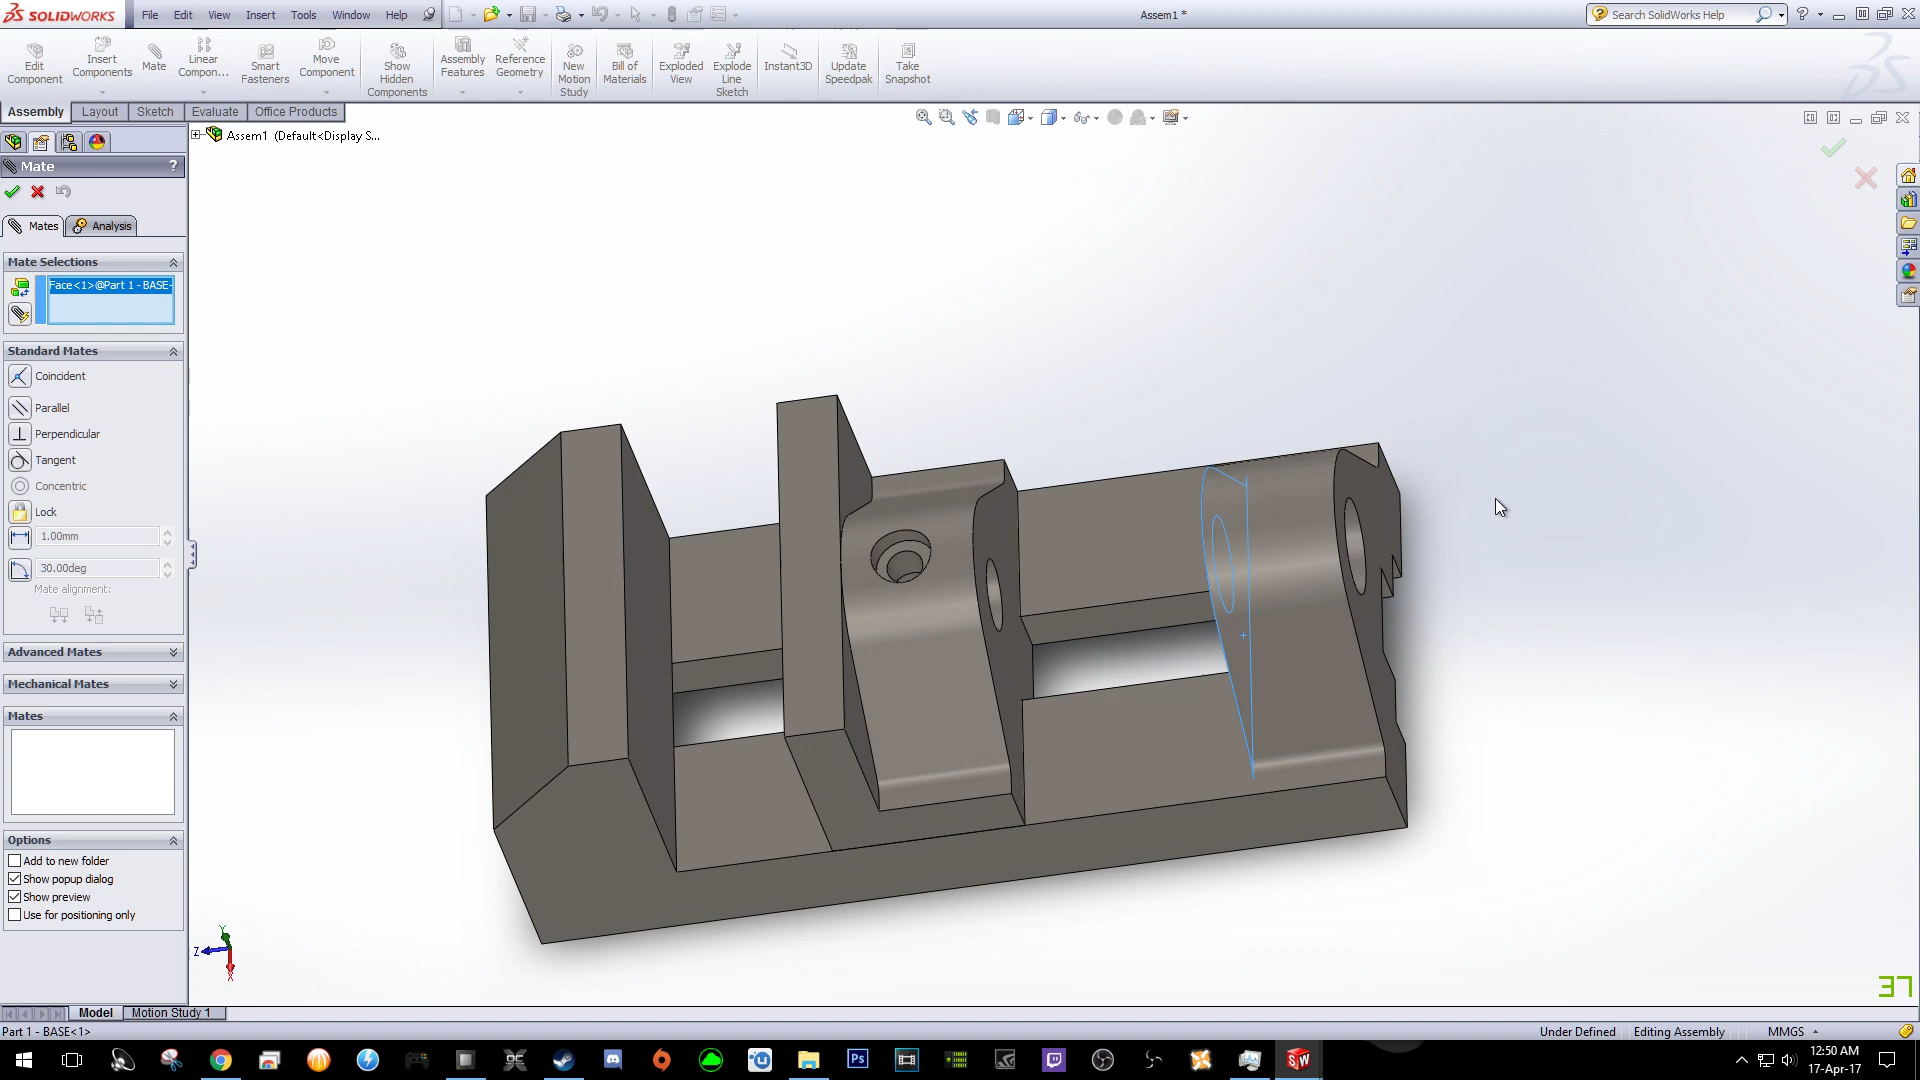 SOLIDWORKS File Edit View Insert Tools Window Help Assem1 * Search SolidWorks Help
Edit Component
Insert Components
Mate
Linear Compon...
Smart Fasteners
Move Component
Show Hidden Components
Assembly Features
Reference Geometry
New Motion Study
Bill of Materials
Exploded View
Explode Line Sketch
Instant3D
Update Speedpak
Take Snapshot
Assembly Layout Sketch Evaluate Office Products
Assem1 (Default<Display S...
Mate ?
Mates Analysis
Mate Selections
Face<1>@Part 1 - BASE-
Standard Mates
Coincident
Parallel
Perpendicular
Tangent
Concentric
Lock
1.00mm
30.00deg
Mate alignment:
Advanced Mates
Mechanical Mates
Mates
Options
Add to new folder
Show popup dialog
Show preview
Use for positioning only
Y
Z
X
37
Model Motion Study 1
Part 1 - BASE<1> Under Defined Editing Assembly MMGS
12:50 AM
17-Apr-17